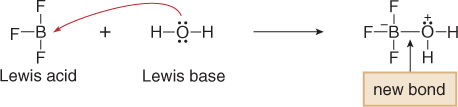 F F
F–B + H–Ö–H F–B–O–H
F F H
Lewis acid Lewis base
new bond